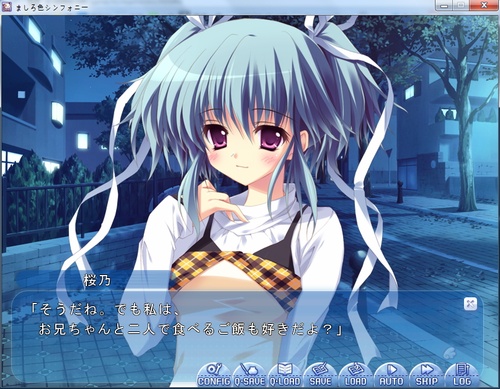 ましろ色シンフォニー
桜乃
「そうだね。でも私は、
お兄ちゃんと二人で食べるご飯も好きだよ？」
CONFIG Q-SAVE Q-LOAD SAVE LOAD AUTO SKIP LOG